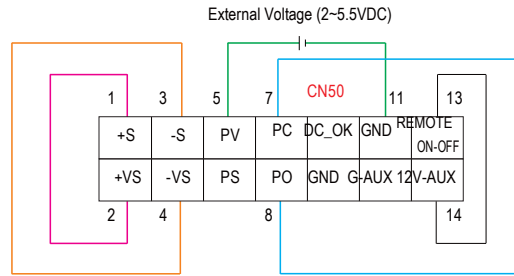 External Voltage (2~5.5VDC)
CN50
1 3 5 7 11 13
+S -S PV PC DC_OK GND REMOTE ON-OFF
+VS -VS PS PO GND G-AUX 12V-AUX
2 4 8 14